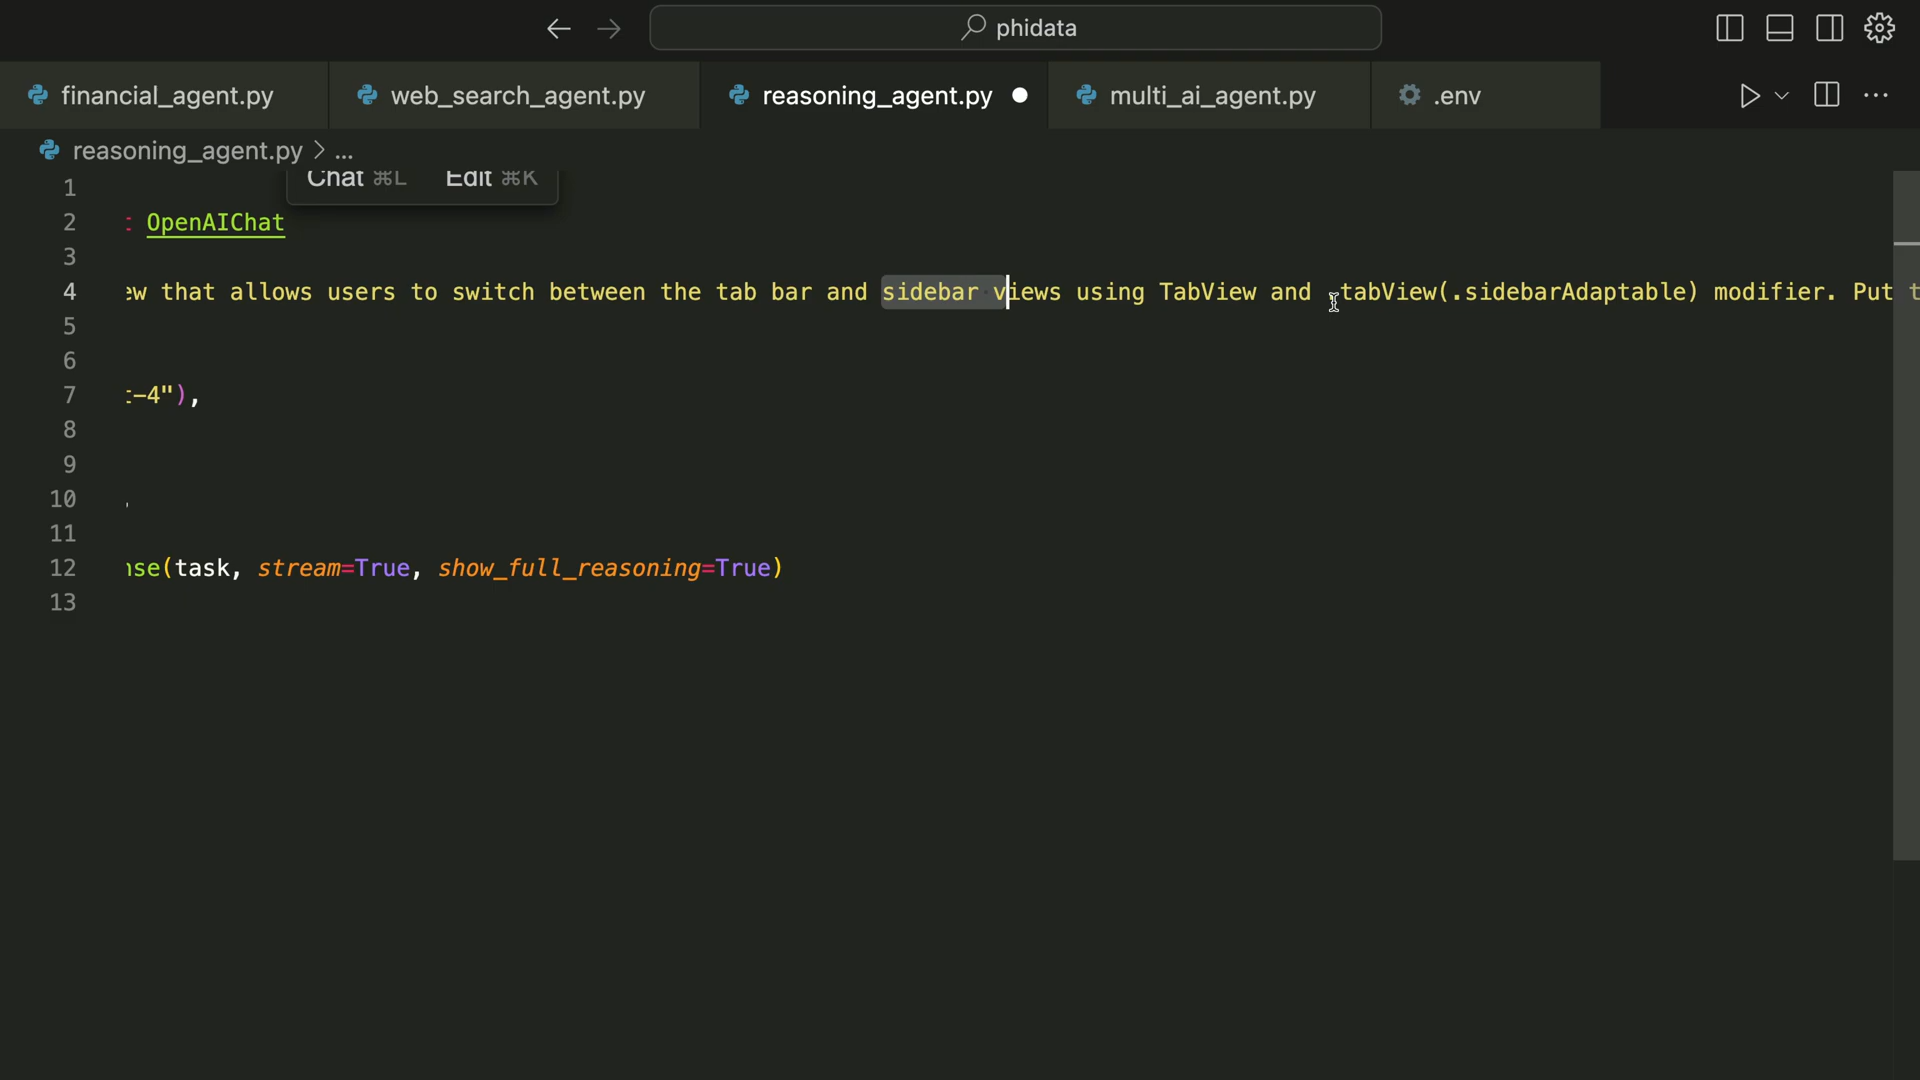 phidata
financial_agent.py
web_search_agent.py
reasoning_agent.py
multi_ai_agent.py
.env
reasoning_agent.py > ...
Chat ⌘L Edit ⌘K
1
2 : OpenAIChat
3
4 ew that allows users to switch between the tab bar and sidebar views using TabView and .tabView(.sidebarAdaptable) modifier. Put t
5
6
7 t-4"),
8
9
10 ,
11
12 nse(task, stream=True, show_full_reasoning=True)
13